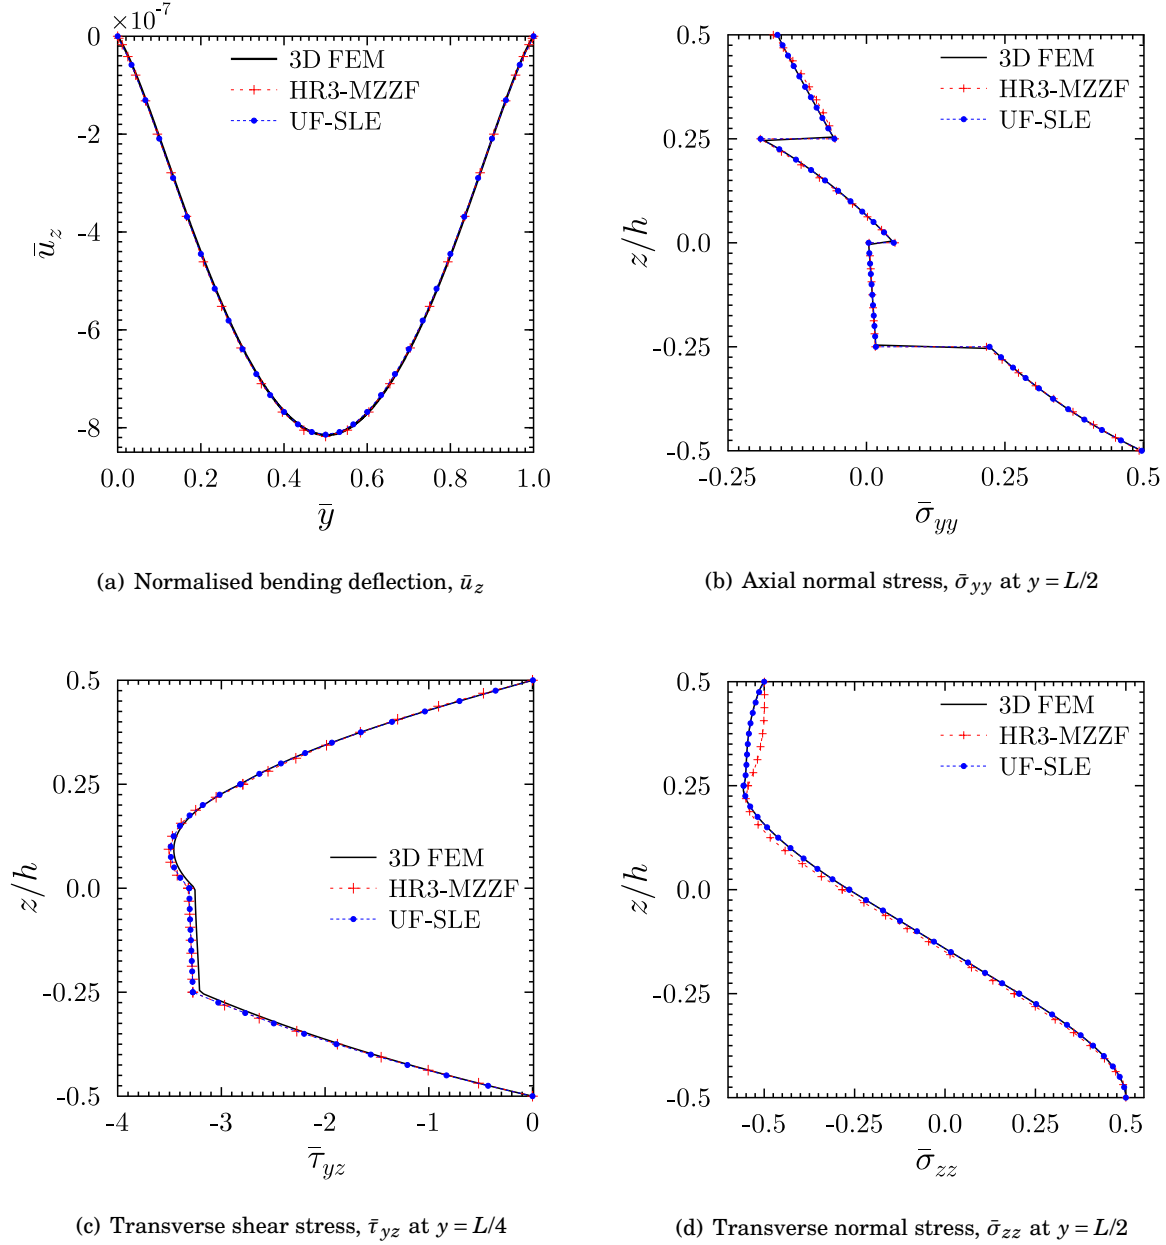 ×10⁻⁷
0
-2
-4
-6
-8
ū_z
3D FEM
HR3-MZZF
UF-SLE
0.0 0.2 0.4 0.6 0.8 1.0
ȳ
(a) Normalised bending deflection, ū_z
0.5
0.25
0.0
-0.25
-0.5
z/h
3D FEM
HR3-MZZF
UF-SLE
-0.25 0.0 0.25 0.5
σ̄_yy
(b) Axial normal stress, σ̄_yy at y = L/2
0.5
0.25
0.0
-0.25
-0.5
z/h
3D FEM
HR3-MZZF
UF-SLE
-4 -3 -2 -1 0
τ̄_yz
(c) Transverse shear stress, τ̄_yz at y = L/4
0.5
0.25
0.0
-0.25
-0.5
z/h
3D FEM
HR3-MZZF
UF-SLE
-0.5 -0.25 0.0 0.25 0.5
σ̄_zz
(d) Transverse normal stress, σ̄_zz at y = L/2